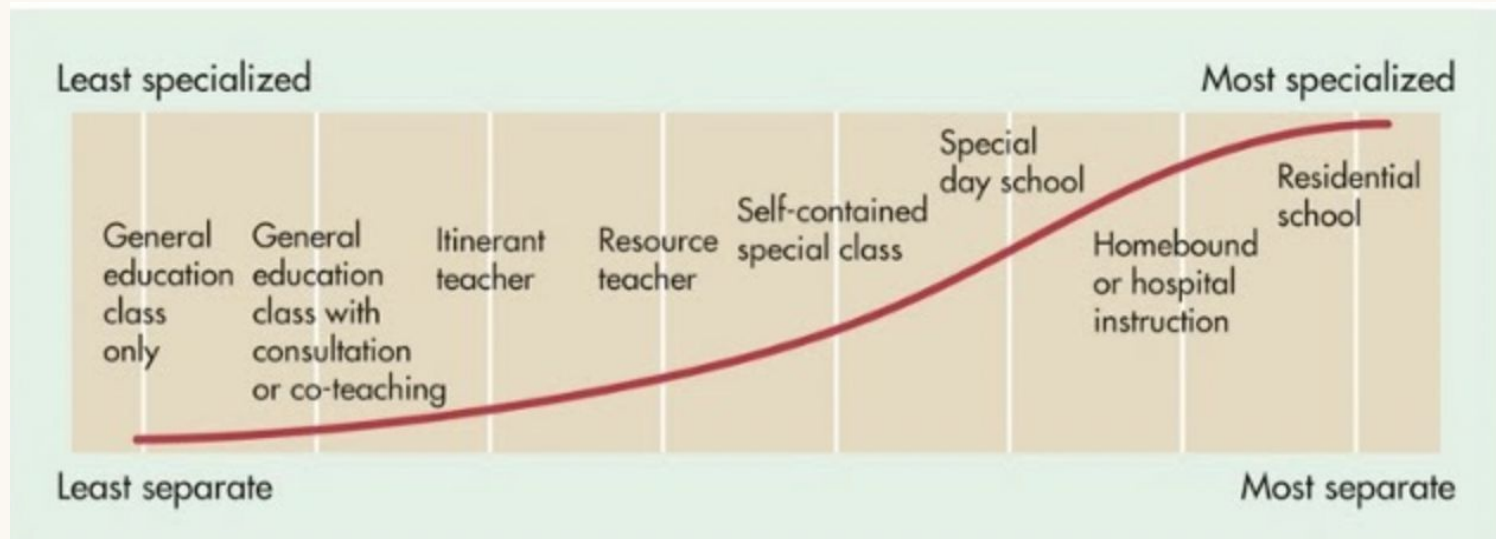 Least specialized
Most specialized
General
education
class
only
General
education
class with
consultation
or co-teaching
Itinerant
teacher
Resource
teacher
Self-contained
special class
Special
day school
Homebound
or hospital
instruction
Residential
school
Least separate
Most separate